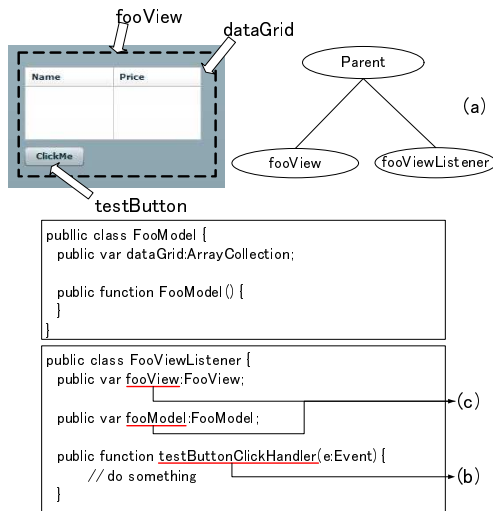 fooView
dataGrid
Name Price
ClickMe
testButton
Parent
(a)
fooView
fooViewListener
public class FooModel {
public var dataGrid:ArrayCollection;
public function FooModel() {
}
}
public class FooViewListener {
public var fooView:FooView;
(c)
public var fooModel:FooModel;
public function testButtonClickHandler(e:Event) {
(b)
// do something
}